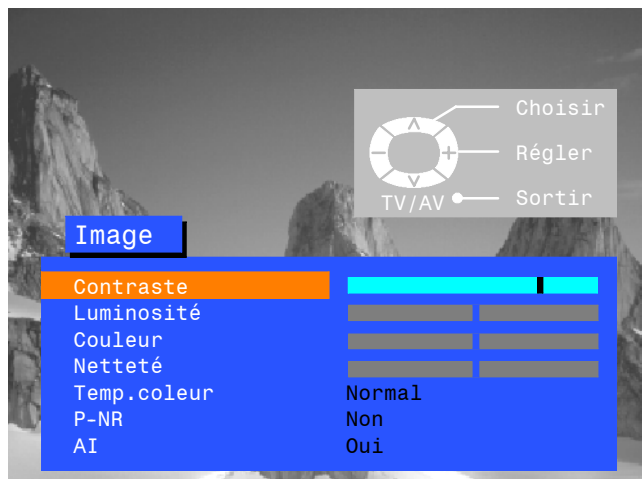 Choisir
Régler
TV/AV Sortir
Image
Contraste
Luminosité
Couleur
Netteté
Temp.coleur Normal
P-NR Non
AI Oui